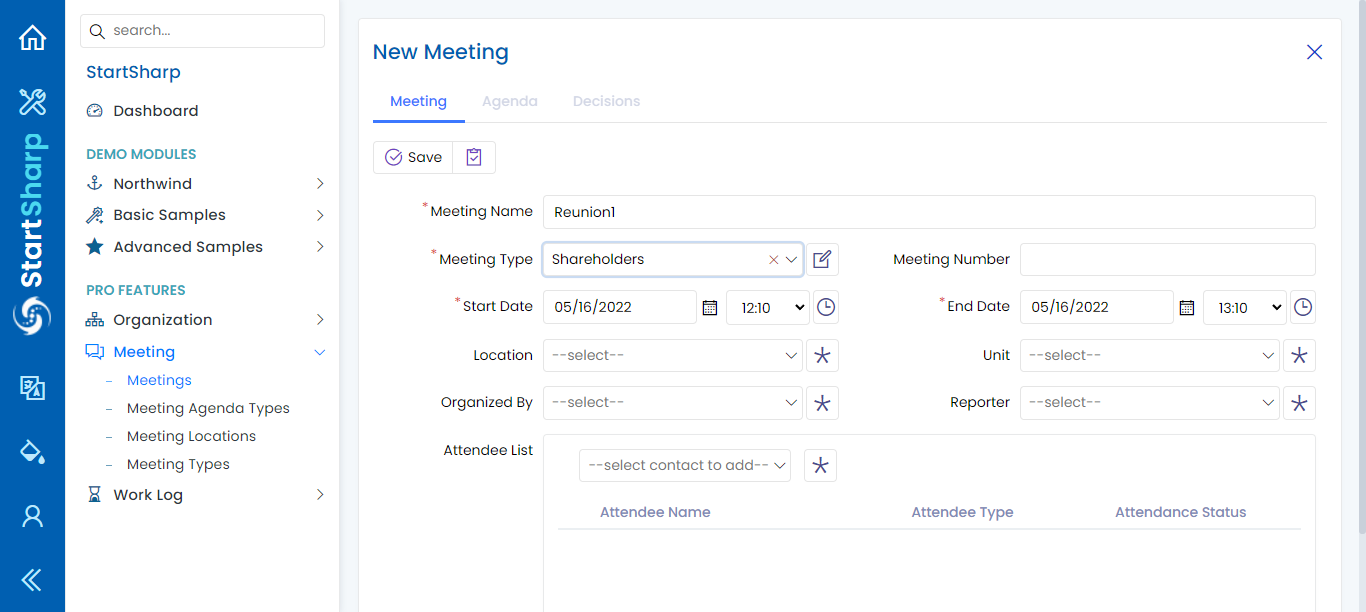 StartSharp
search...
StartSharp
Dashboard
DEMO MODULES
Northwind
Basic Samples
Advanced Samples
PRO FEATURES
Organization
Meeting
– Meetings
– Meeting Agenda Types
– Meeting Locations
– Meeting Types
Work Log
New Meeting
Meeting Agenda Decisions
Save
*Meeting Name Reunion1
*Meeting Type Shareholders Meeting Number
*Start Date 05/16/2022 12:10 *End Date 05/16/2022 13:10
Location --select-- Unit --select--
Organized By --select-- Reporter --select--
Attendee List
--select contact to add--
Attendee Name Attendee Type Attendance Status